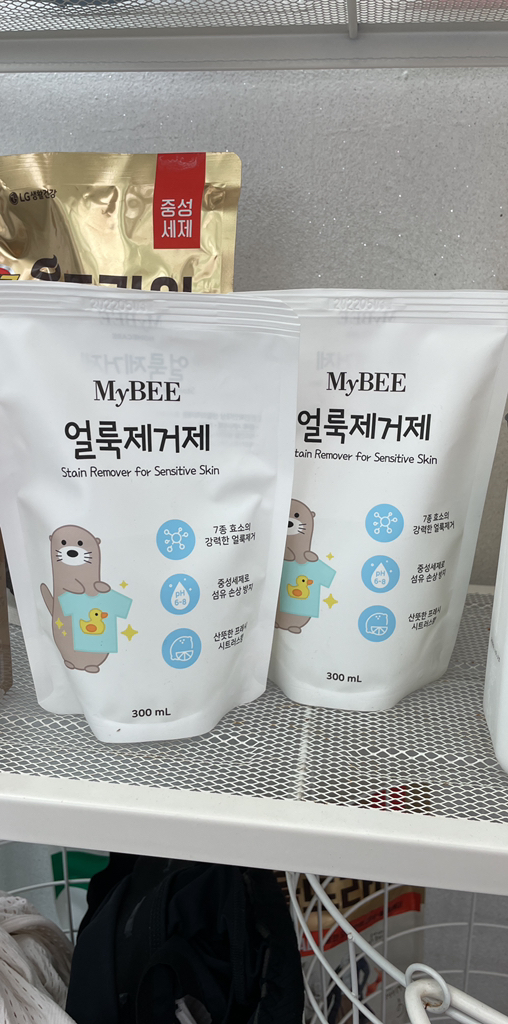 LG생활건강
중성
세제
MyBEE
얼룩제거제
Stain Remover for Sensitive Skin
7종 효소의
강력한 얼룩제거
pH
6-8
중성세제로
섬유 손상 방지
산뜻한 프레시
시트러스향
300 mL
MyBEE
얼룩제거제
tain Remover for Sensitive Skin
7종 효소의
강력한 얼룩제거
pH
6-8
중성세제로
섬유 손상 방지
산뜻한 프레시
시트러스향
300 mL